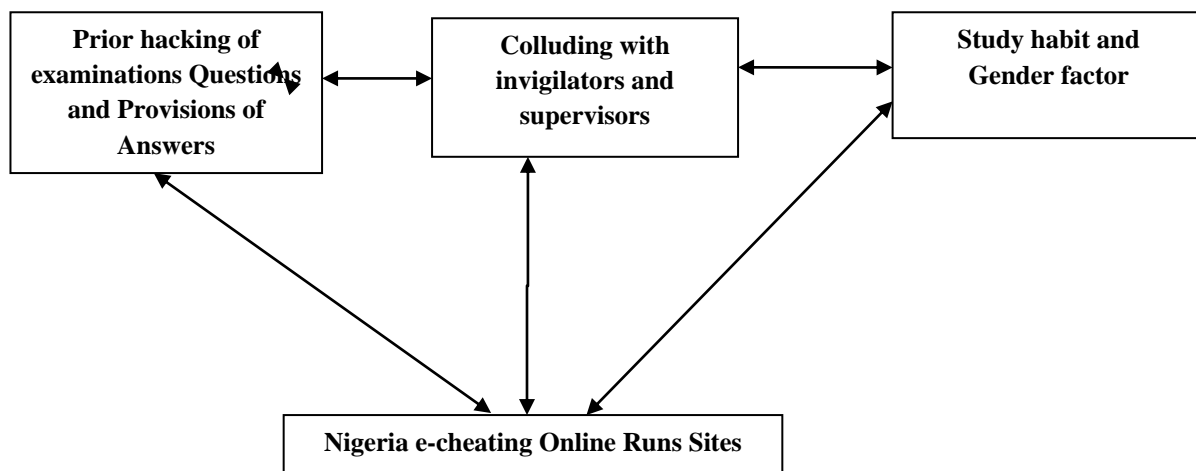 Prior hacking of
examinations Questions
and Provisions of
Answers
Colluding with
invigilators and
supervisors
Study habit and
Gender factor
Nigeria e-cheating Online Runs Sites